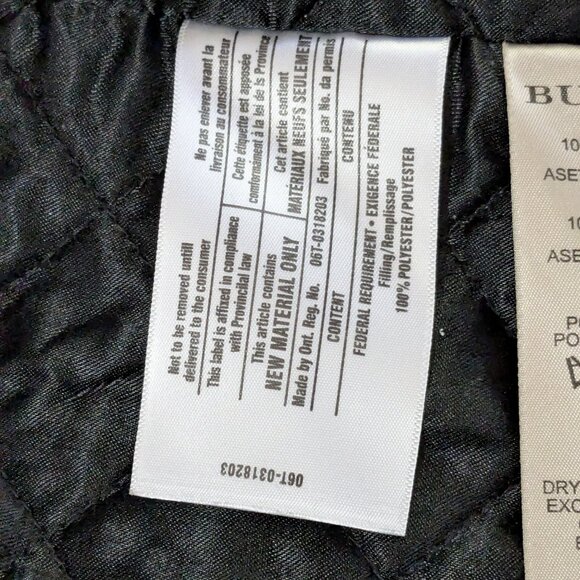 Not to be removed untill
delivered to the consumer
Ne pas enlever avant la
livraison au consommateur
This label is affixed in compliance
with Provincial law
Cette étiquette est apposée
conformément à la loi de la Province
This article contains
NEW MATERIAL ONLY
Cet article contient
MATÉRIAUX NEUFS SEULEMENT
Made by Ont. Reg. No. 06T-0318203 Fabriqué par No. da permis
CONTENT CONTENU
FEDERAL REQUIREMENT • EXIGENCE FÉDERALE
Filling/Remplissage
100% POLYESTER/POLYESTER
06T-0318203
BU
10
ASE
10
ASE
P
PO
DRY
EXC